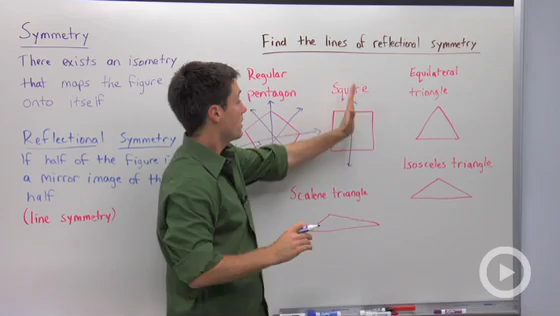 Symmetry
There exists an isometry
that maps the figure
onto itself
Reflectional Symmetry
If half of the Figure
a mirror image of
half
(line symmetry)
Find the lines of reflectional symmetry
Regular
pentagon
Square
Equilateral
triangle
Scalene triangle
Isosceles triangle